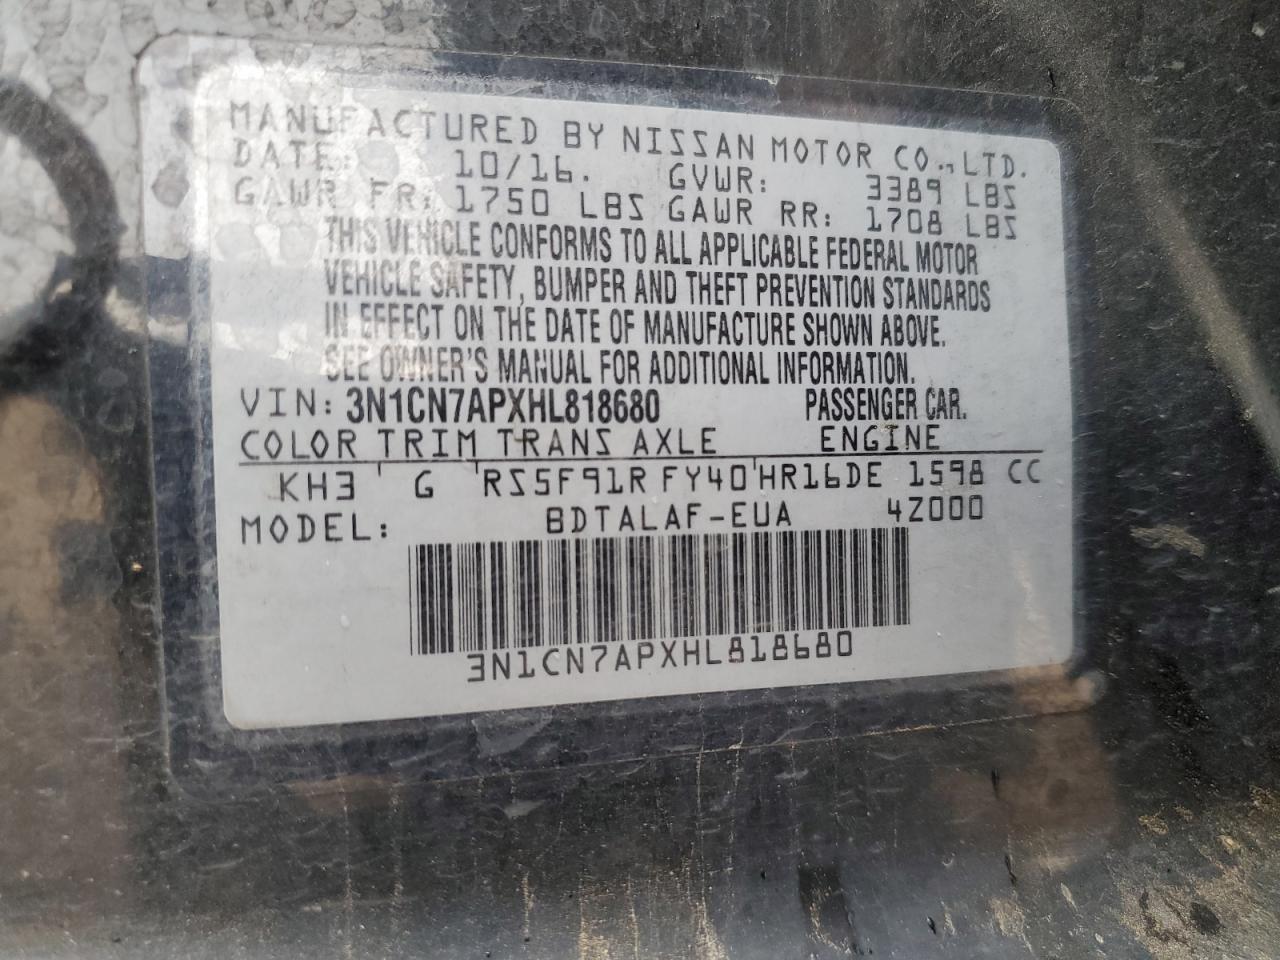 MANUFACTURED BY NISSAN MOTOR CO., LTD.
DATE: 10/16. GVWR: 3389 LBS
GAWR FR: 1750 LBS GAWR RR: 1708 LBS
THIS VEHICLE CONFORMS TO ALL APPLICABLE FEDERAL MOTOR
VEHICLE SAFETY, BUMPER AND THEFT PREVENTION STANDARDS
IN EFFECT ON THE DATE OF MANUFACTURE SHOWN ABOVE.
SEE OWNER'S MANUAL FOR ADDITIONAL INFORMATION.
VIN: 3N1CN7APXHL818680 PASSENGER CAR.
COLOR TRIM TRANS AXLE ENGINE
KH3 G RS5F91R FY40 HR16DE 1598 CC
MODEL: BDTALAF-EUA 4Z000
3N1CN7APXHL818680